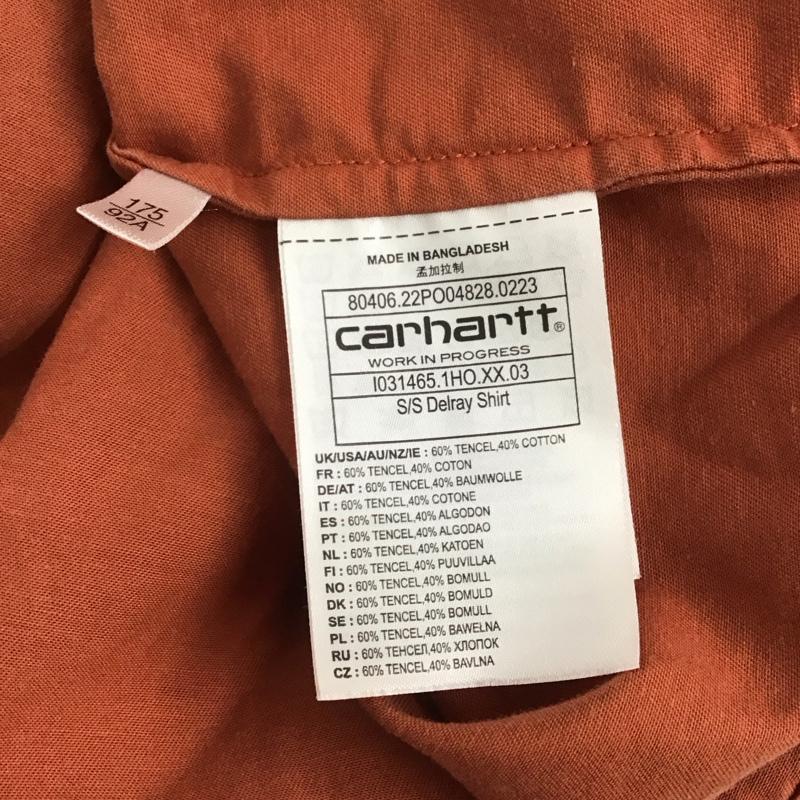 175
92A
MADE IN BANGLADESH
孟加拉制
80406.22PO04828.0223
carhartt®
WORK IN PROGRESS
I031465.1HO.XX.03
S/S Delray Shirt
UK/USA/AU/NZ/IE : 60% TENCEL,40% COTTON
FR : 60% TENCEL,40% COTON
DE/AT : 60% TENCEL,40% BAUMWOLLE
IT : 60% TENCEL,40% COTONE
ES : 60% TENCEL,40% ALGODON
PT : 60% TENCEL,40% ALGODAO
NL : 60% TENCEL,40% KATOEN
FI : 60% TENCEL,40% PUUVILLAA
NO : 60% TENCEL,40% BOMULL
DK : 60% TENCEL,40% BOMULD
SE : 60% TENCEL,40% BOMULL
PL : 60% TENCEL,40% BAWEŁNA
RU : 60% ТЕНСЕЛ,40% ХЛОПОК
CZ : 60% TENCEL,40% BAVLNA